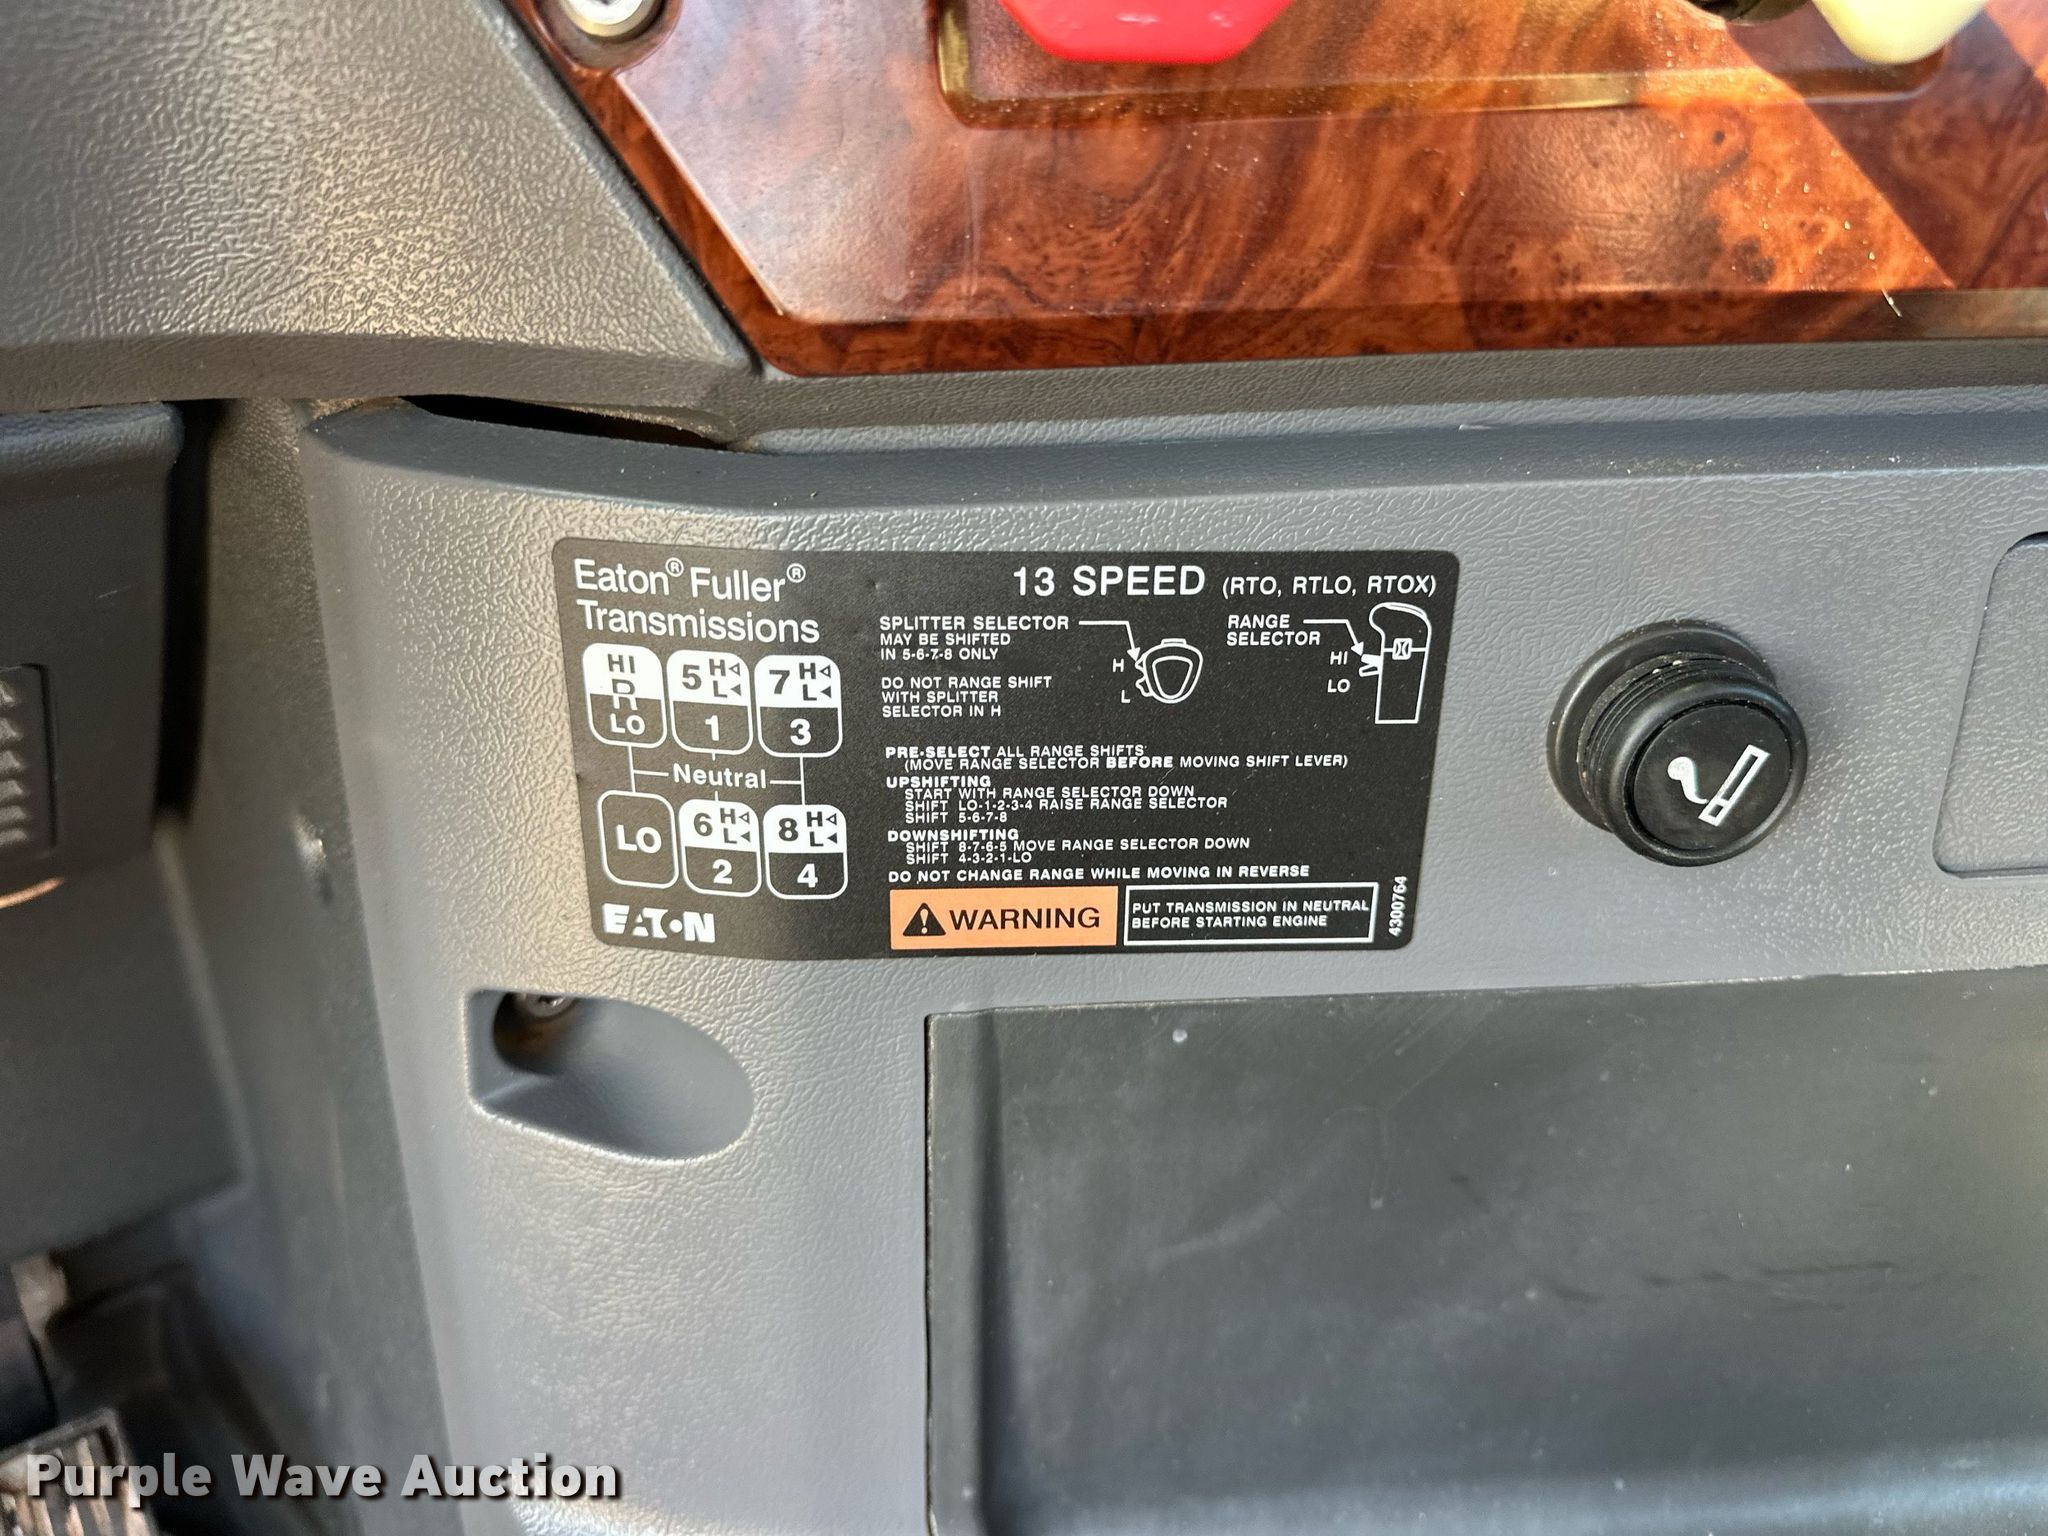 Eaton® Fuller®
Transmissions
13 SPEED (RTO, RTLO, RTOX)
SPLITTER SELECTOR
MAY BE SHIFTED
IN 5-6-7-8 ONLY
DO NOT RANGE SHIFT
WITH SPLITTER
SELECTOR IN H
H
L
RANGE
SELECTOR
HI
LO
HI
R
LO
5 H
L
1
7 H
L
3
Neutral
LO
6 H
L
2
8 H
L
4
PRE-SELECT ALL RANGE SHIFTS
(MOVE RANGE SELECTOR BEFORE MOVING SHIFT LEVER)
UPSHIFTING
START WITH RANGE SELECTOR DOWN
SHIFT LO-1-2-3-4 RAISE RANGE SELECTOR
SHIFT 5-6-7-8
DOWNSHIFTING
SHIFT 8-7-6-5 MOVE RANGE SELECTOR DOWN
SHIFT 4-3-2-1-LO
DO NOT CHANGE RANGE WHILE MOVING IN REVERSE
EATON
WARNING
PUT TRANSMISSION IN NEUTRAL
BEFORE STARTING ENGINE
4300764
Purple Wave Auction